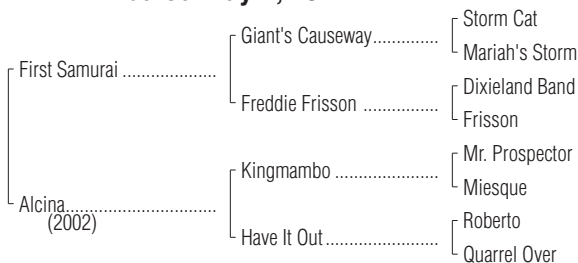 Storm Cat
Giant's Causeway..............
Mariah's Storm
First Samurai ....................
Dixieland Band
Freddie Frisson ................
Frisson
Mr. Prospector
Kingmambo ......................
Miesque
Alcina................................
(2002)
Roberto
Have It Out........................
Quarrel Over